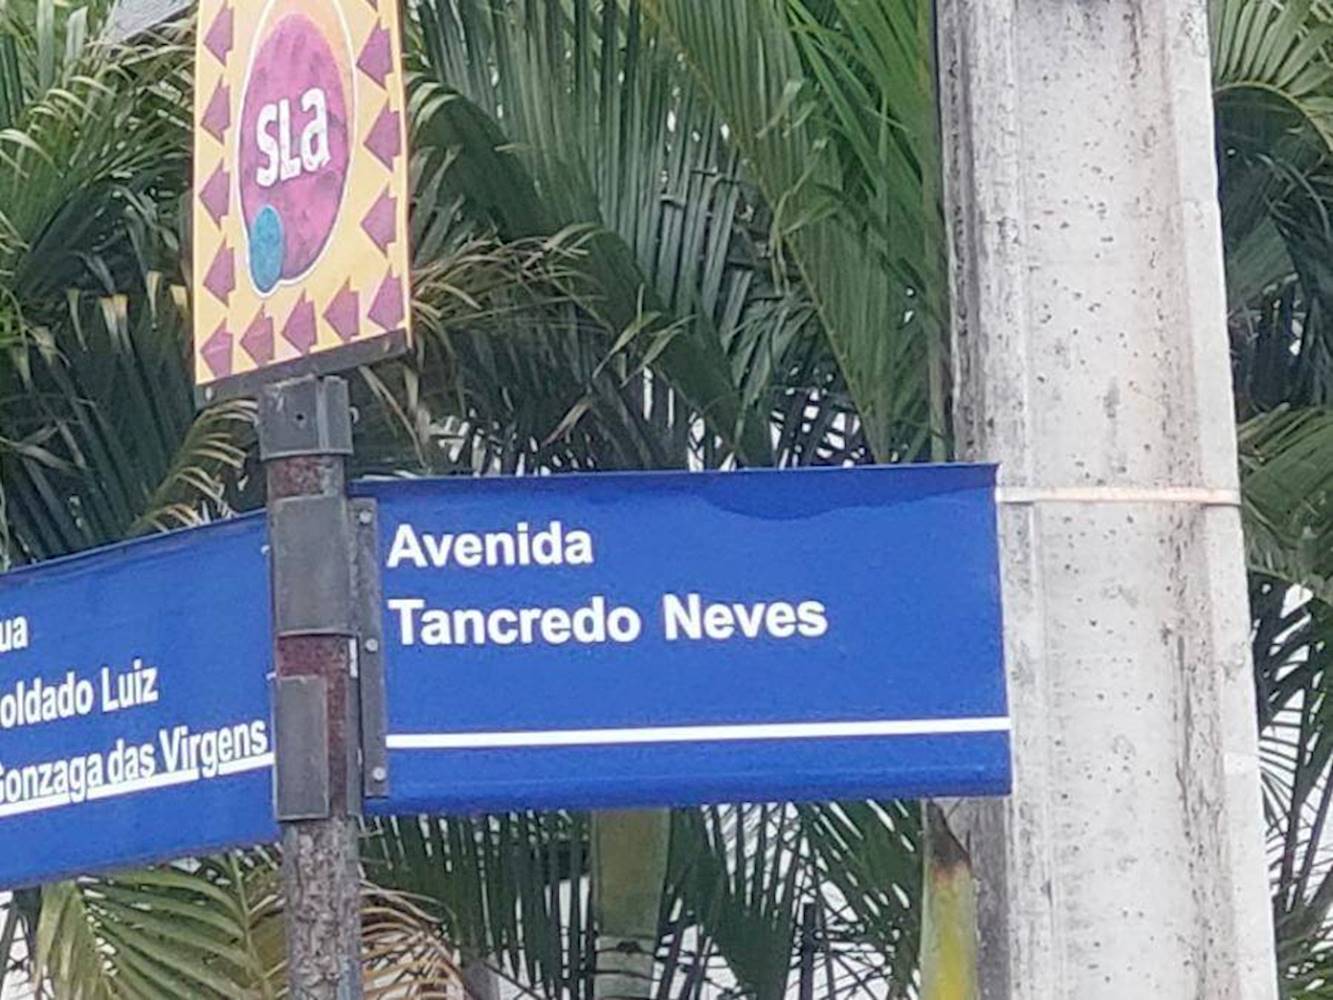 SLa
Avenida
Tancredo Neves
ua
oldado Luiz
Gonzaga das Virgens